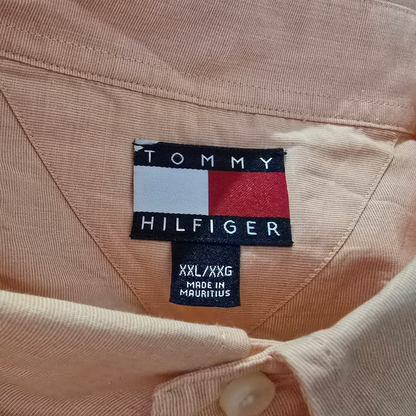 TOMMY
HILFIGER
XXL/XXG
MADE IN
MAURITIUS